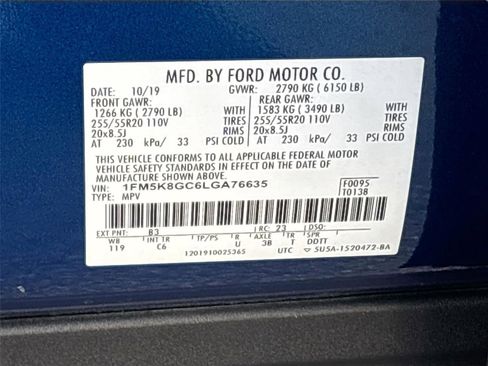 MFD. BY FORD MOTOR CO.
DATE: 10/19 GVWR: 2790 KG ( 6150 LB)
FRONT GAWR: REAR GAWR:
1266 KG ( 2790 LB) WITH 1583 KG ( 3490 LB) WITH
255/55R20 110V TIRES 255/55R20 110V TIRES
20x8.5J RIMS 20x8.5J RIMS
AT 230 kPa/ 33 PSI COLD AT 230 kPa/ 33 PSI COLD
THIS VEHICLE CONFORMS TO ALL APPLICABLE FEDERAL MOTOR
VEHICLE SAFETY AND BUMPER STANDARDS IN EFFECT ON THE DATE OF
MANUFACTURE SHOWN ABOVE.
VIN: 1FM5K8GC6LGA76635 F0095
TYPE: MPV T0138
EXT PNT: B3 RC: 23 DSO:
WB INT TR TP/PS R AXLE TR SPR
119 C6 U 3B T DDTT
1201910025365 UTC 5U5A-1520472-BA